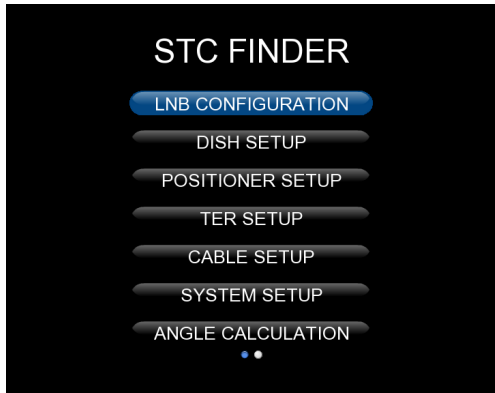 STC FINDER
LNB CONFIGURATION
DISH SETUP
POSITIONER SETUP
TER SETUP
CABLE SETUP
SYSTEM SETUP
ANGLE CALCULATION